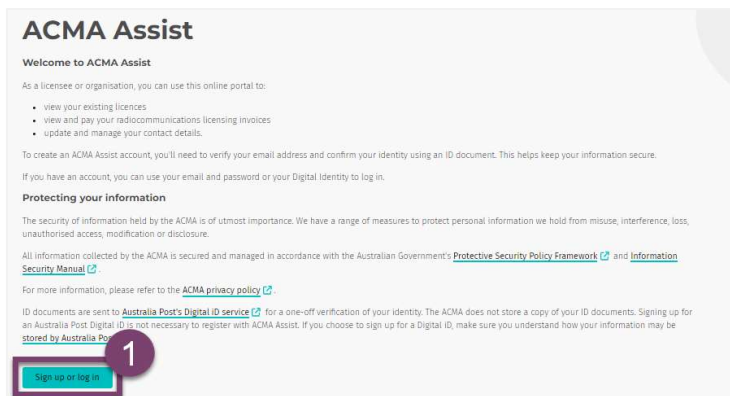 ACMA Assist
Welcome to ACMA Assist
As a licensee or organisation, you can use this online portal to:
• view your existing licences
• view and pay your radiocommunications licensing invoices
• update and manage your contact details.
To create an ACMA Assist account, you'll need to verify your email address and confirm your identity using an ID document. This helps keep your information secure.
If you have an account, you can use your email and password or your Digital Identity to log in.
Protecting your information
The security of information held by the ACMA is of utmost importance. We have a range of measures to protect personal information we hold from misuse, interference, loss,
unauthorised access, modification or disclosure.
All information collected by the ACMA is secured and managed in accordance with the Australian Government's Protective Security Policy Framework and Information
Security Manual .
For more information, please refer to the ACMA privacy policy .
ID documents are sent to Australia Post's Digital iD service for a one-off verification of your identity. The ACMA does not store a copy of your ID documents. Signing up for
an Australia Post Digital iD is not necessary to register with ACMA Assist. If you choose to sign up for a Digital iD, make sure you understand how your information may be
stored by Australia Pos
1
Sign up or log in